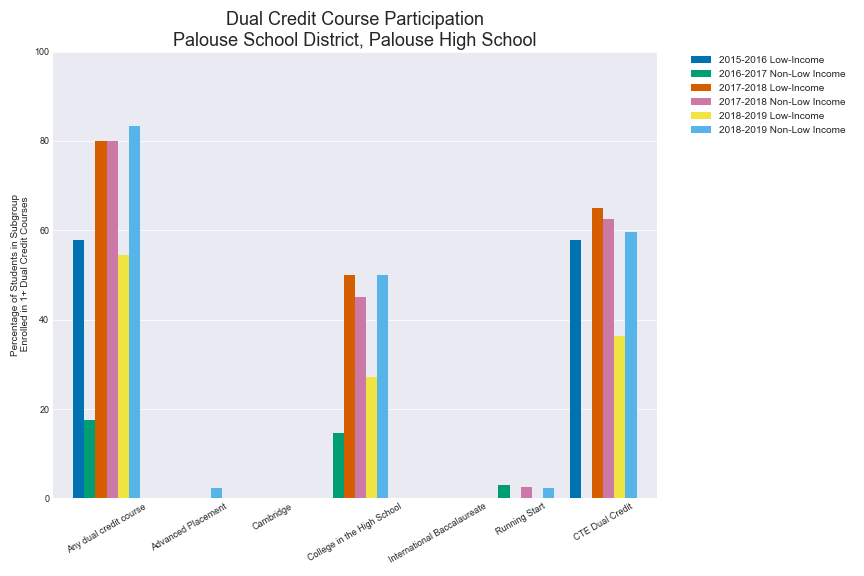 Dual Credit Course Participation
Palouse School District, Palouse High School
Percentage of Students in Subgroup
Enrolled in 1+ Dual Credit Courses
100
80
60
40
20
0
Any dual credit course
Advanced Placement
Cambridge
College in the High School
International Baccalaureate
Running Start
CTE Dual Credit
2015-2016 Low-Income
2016-2017 Non-Low Income
2017-2018 Low-Income
2017-2018 Non-Low Income
2018-2019 Low-Income
2018-2019 Non-Low Income